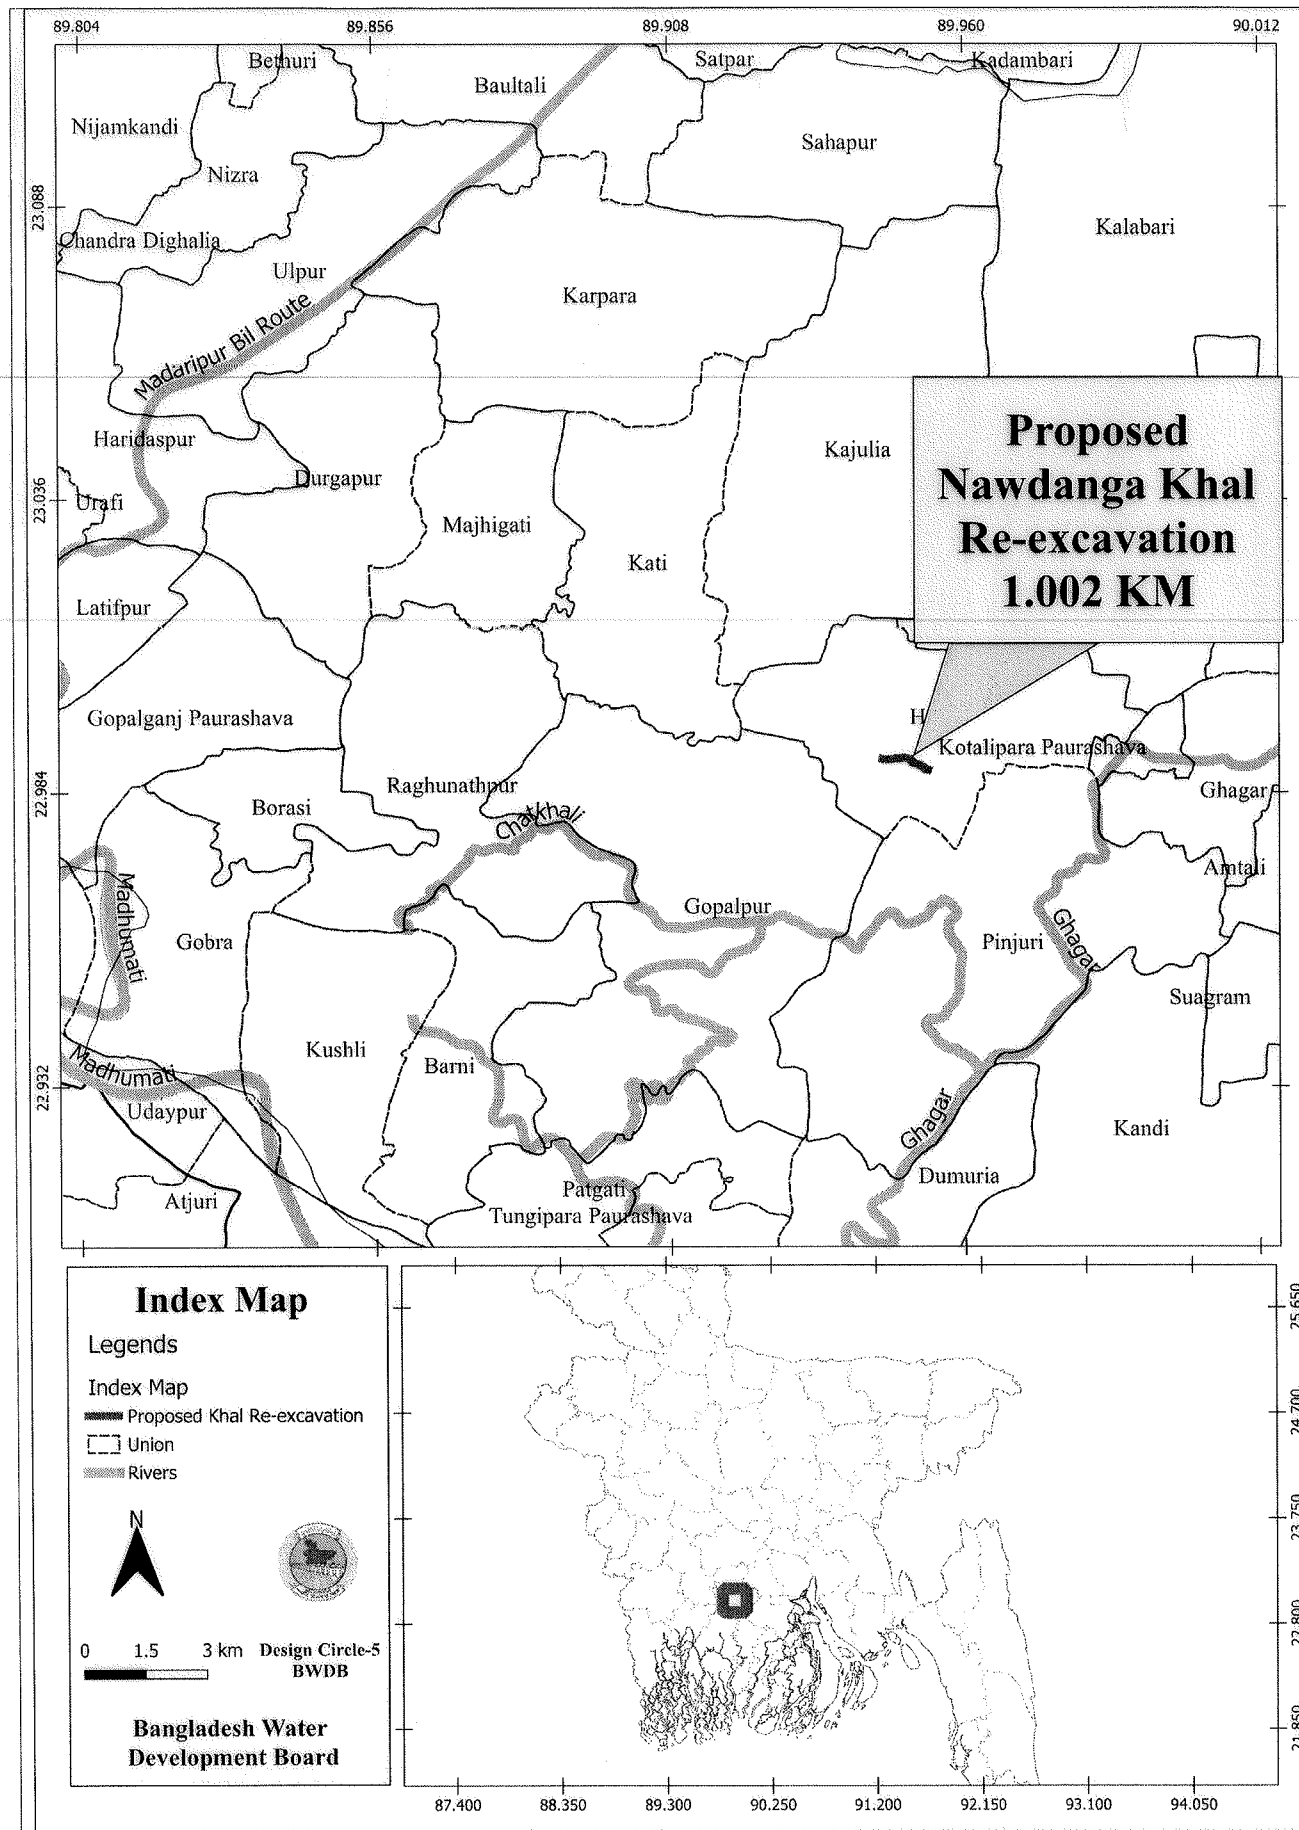 89.804
89.856
89.908
89.960
90.012
Bethuri
Satpar
Kadambari
Baultali
Nijamkandi
Sahapur
Nizra
23.088
Kalabari
Chandra Dighalia
Ulpur
Karpara
Madaripur Bil Route
Proposed
Nawdanga Khal
Re-excavation
1.002 KM
Haridaspur
Kajulia
Durgapur
23.036
Urafi
Majhigati
Kati
Latifpur
Gopalganj Paurashava
H
Kotalipara Paurashava
22.984
Raghunathpur
Ghagar
Borasi
Chatkhali
Amtali
Madhumati
Gopalpur
Gobra
Pinjuri
Ghagar
Suagram
Kushli
Barni
Madhumati
22.932
Udaypur
Ghagar
Kandi
Dumuria
Atjuri
Patgati
Tungipara Paurashava
Index Map
Legends
Index Map
Proposed Khal Re-excavation
Union
Rivers
N
0 1.5 3 km
Design Circle-5
BWDB
Bangladesh Water
Development Board
25.650
24.700
23.750
22.800
21.850
87.400
88.350
89.300
90.250
91.200
92.150
93.100
94.050